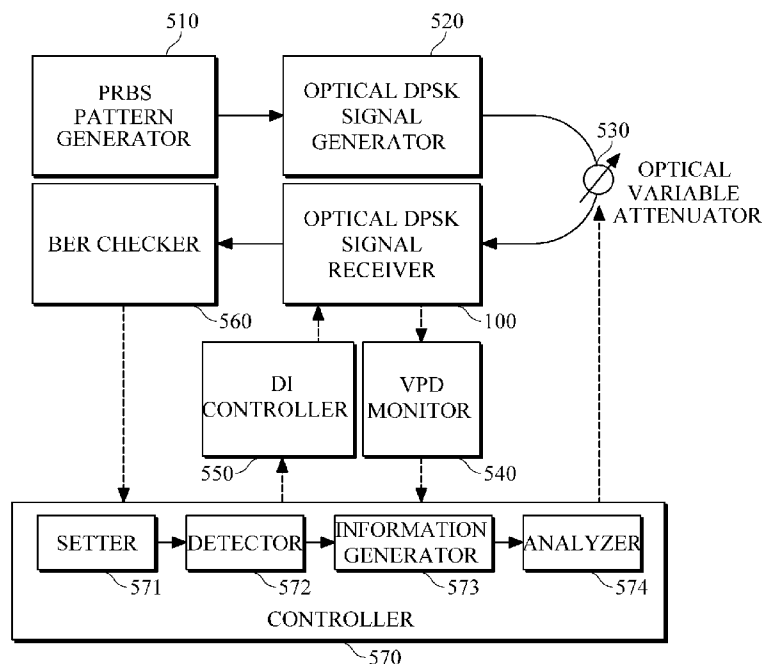 510
PRBS
PATTERN
GENERATOR
520
OPTICAL DPSK
SIGNAL
GENERATOR
530
OPTICAL
VARIABLE
ATTENUATOR
BER CHECKER
560
OPTICAL DPSK
SIGNAL
RECEIVER
100
DI
CONTROLLER
550
VPD
MONITOR
540
SETTER
571
DETECTOR
572
INFORMATION
GENERATOR
573
ANALYZER
574
CONTROLLER
570